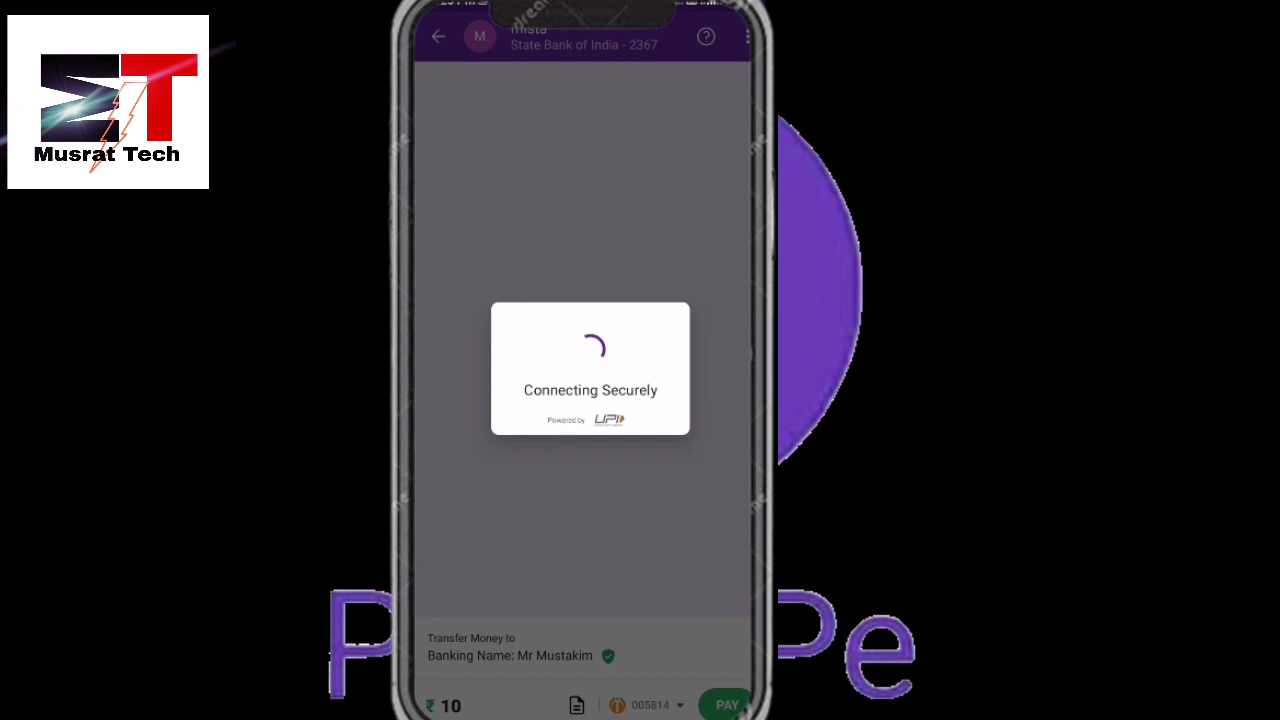 Musrat Tech
State Bank of India - 2367
M
Connecting Securely
Powered by UPI
Transfer Money to
Banking Name: Mr Mustakim
₹ 10
005814
PAY
P Pe